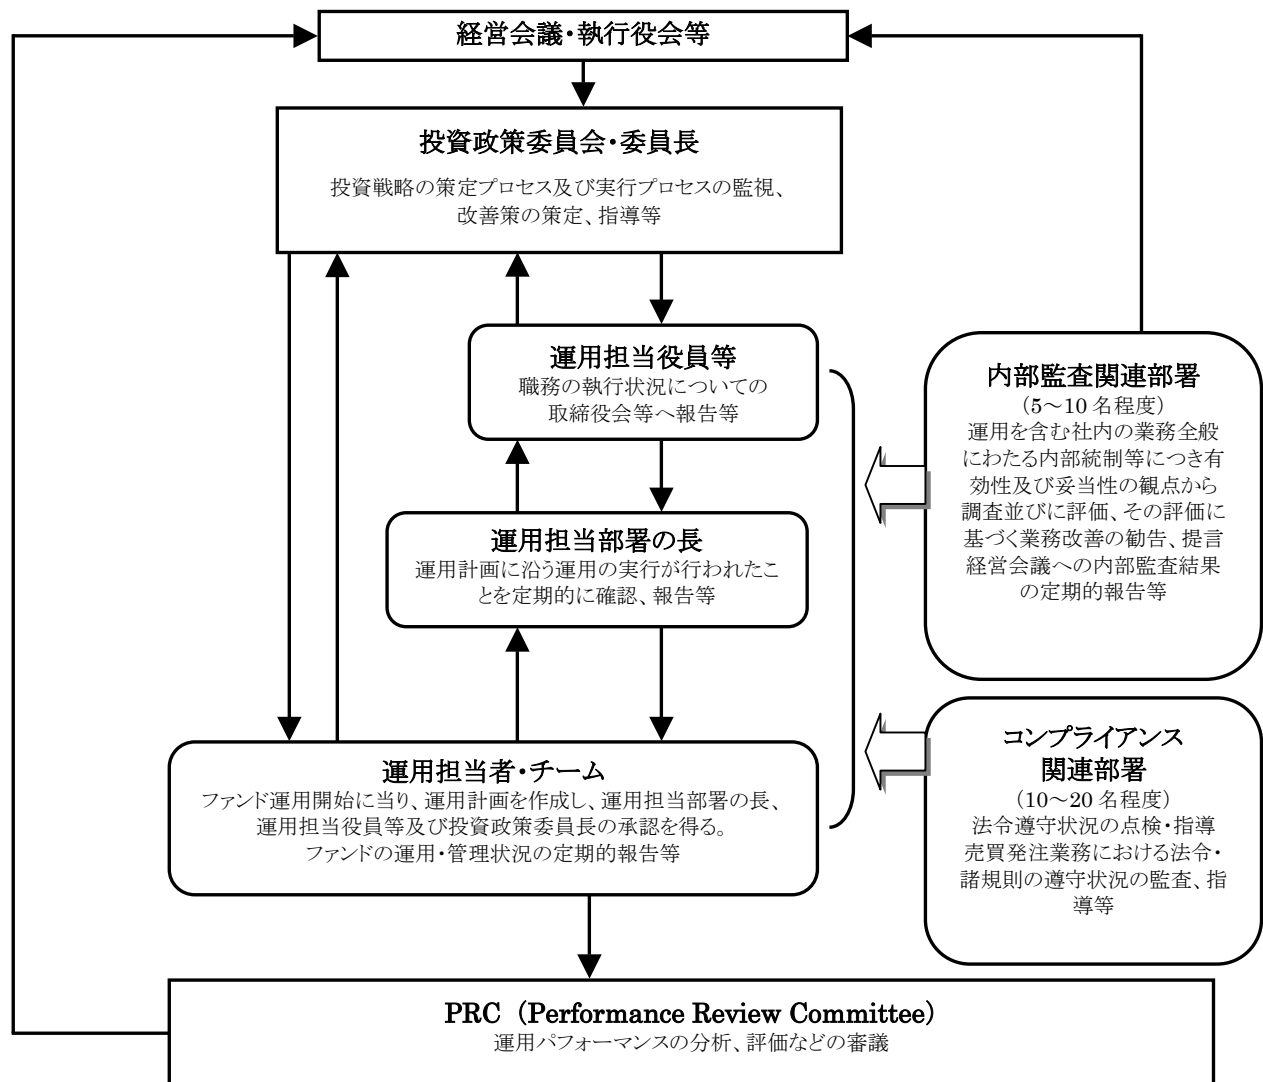 経営会議・執行役会等
投資政策委員会・委員長
投資戦略の策定プロセス及び実行プロセスの監視、
改善策の策定、指導等
運用担当役員等
職務の執行状況についての
取締役会等へ報告等
運用担当部署の長
運用計画に沿う運用の実行が行われたこ
とを定期的に確認、報告等
運用担当者・チーム
ファンド運用開始に当り、運用計画を作成し、運用担当部署の長、
運用担当役員等及び投資政策委員長の承認を得る。
ファンドの運用・管理状況の定期的報告等
内部監査関連部署
(5～10 名程度)
運用を含む社内の業務全般
にわたる内部統制等につき有
効性及び妥当性の観点から
調査並びに評価、その評価に
基づく業務改善の勧告、提言
経営会議への内部監査結果
の定期的報告等
コンプライアンス
関連部署
(10～20 名程度)
法令遵守状況の点検・指導
売買発注業務における法令・
諸規則の遵守状況の監査、指
導等
PRC (Performance Review Committee)
運用パフォーマンスの分析、評価などの審議